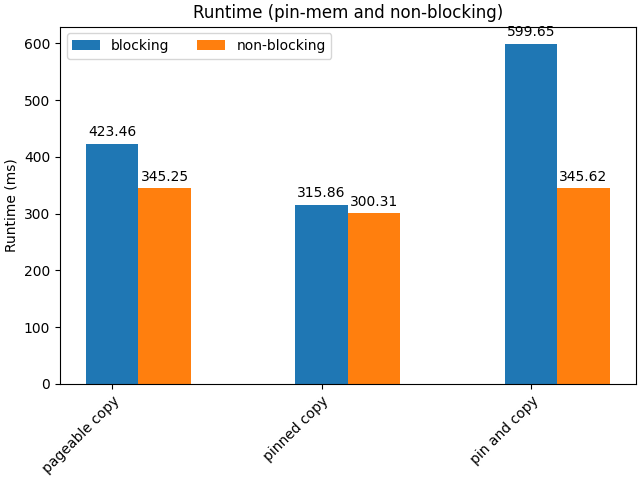 Runtime (pin-mem and non-blocking)
blocking
non-blocking
Runtime (ms)
600
500
400
300
200
100
0
423.46
345.25
315.86
300.31
599.65
345.62
pageable copy
pinned copy
pin and copy